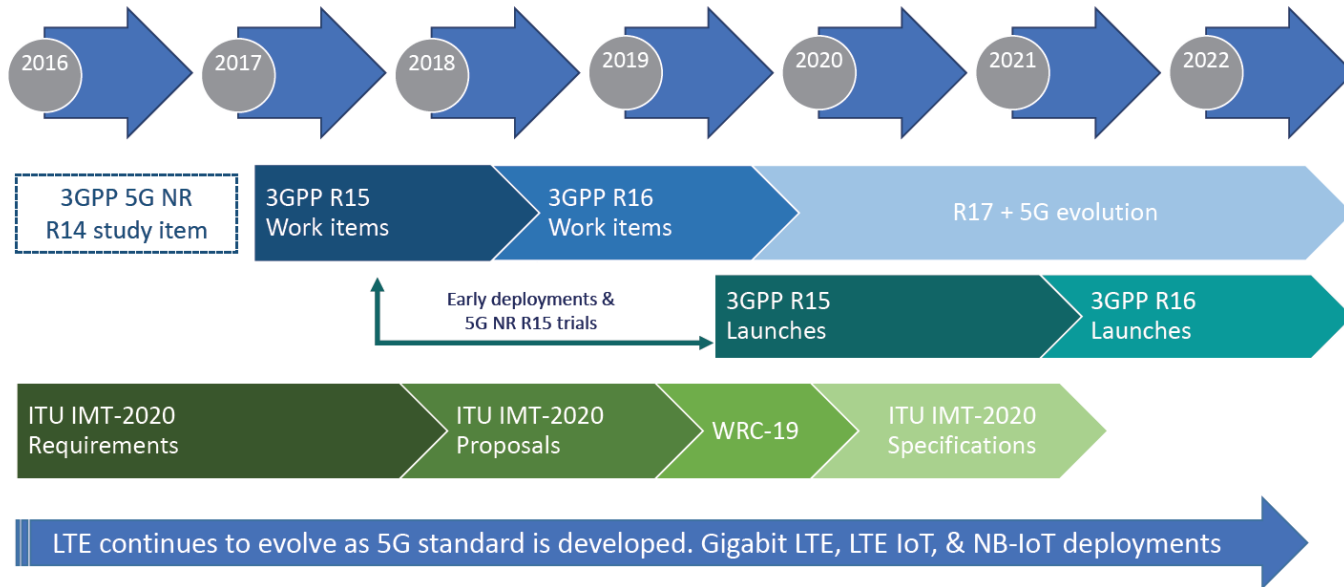 2016
2017
2018
2019
2020
2021
2022
3GPP 5G NR
R14 study item
3GPP R15
Work items
3GPP R16
Work items
R17 + 5G evolution
Early deployments &
5G NR R15 trials
3GPP R15
Launches
3GPP R16
Launches
ITU IMT-2020
Requirements
ITU IMT-2020
Proposals
WRC-19
ITU IMT-2020
Specifications
LTE continues to evolve as 5G standard is developed. Gigabit LTE, LTE IoT, & NB-IoT deployments